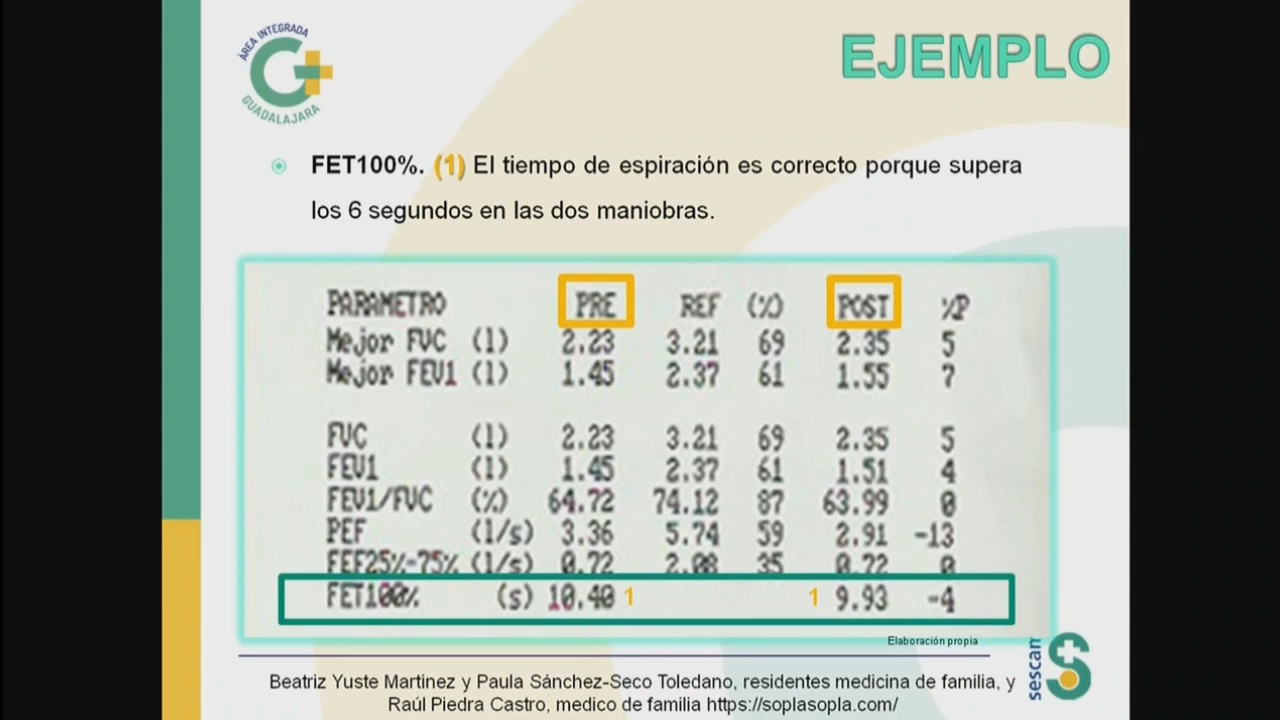 ÁREA INTEGRADA
GUADALAJARA
EJEMPLO
FET100%. (1) El tiempo de espiración es correcto porque supera
los 6 segundos en las dos maniobras.
PARAMETRO PRE REF (%) POST %P
Mejor FVC (l) 2.23 3.21 69 2.35 5
Mejor FEV1 (l) 1.45 2.37 61 1.55 7
FVC (l) 2.23 3.21 69 2.35 5
FEV1 (l) 1.45 2.37 61 1.51 4
FEV1/FVC (%) 64.72 74.12 87 63.99 0
PEF (l/s) 3.36 5.74 59 2.91 -13
FEF25%-75% (l/s) 0.72 2.08 35 0.72 0
FET100% (s) 10.40 1 1 9.93 -4
Elaboración propia
sescam
Beatriz Yuste Martinez y Paula Sánchez-Seco Toledano, residentes medicina de familia, y
Raúl Piedra Castro, medico de familia https://soplasopla.com/